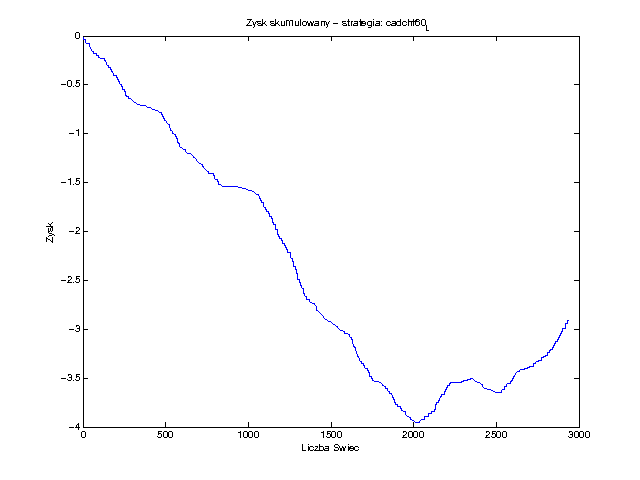 Zysk skumulowany – strategia: cadchf60L
0
−0.5
−1
−1.5
−2
−2.5
−3
−3.5
−4
Zysk
0 500 1000 1500 2000 2500 3000
Liczba Swiec